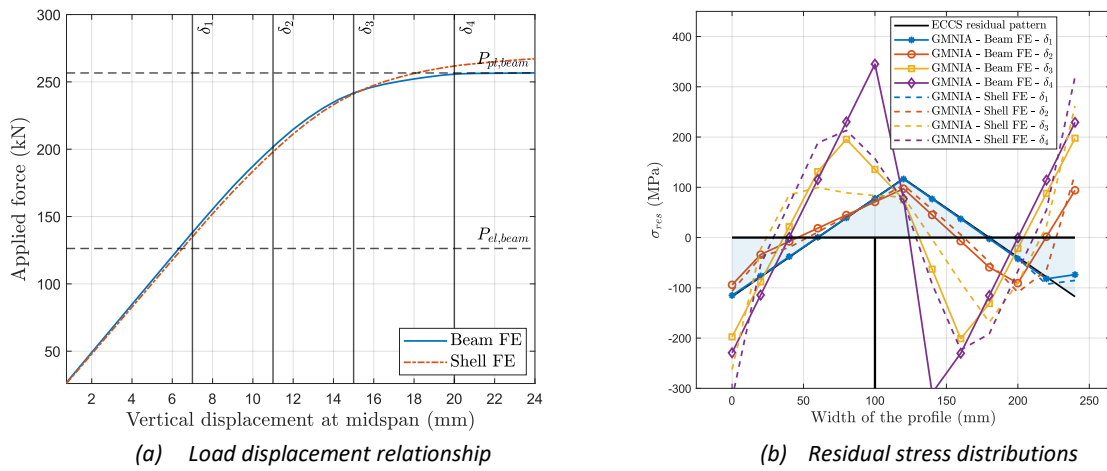 300
250
200
150
100
50
Applied force (kN)
δ1
δ2
δ3
δ4
Ppl,beam
Pel,beam
Beam FE
Shell FE
2 4 6 8 10 12 14 16 18 20 22 24
Vertical displacement at midspan (mm)
(a) Load displacement relationship
400
300
200
100
0
-100
-200
-300
σres (MPa)
ECCS residual pattern
GMNIA - Beam FE - δ1
GMNIA - Beam FE - δ2
GMNIA - Beam FE - δ3
GMNIA - Beam FE - δ4
GMNIA - Shell FE - δ1
GMNIA - Shell FE - δ2
GMNIA - Shell FE - δ3
GMNIA - Shell FE - δ4
0 50 100 150 200 250
Width of the profile (mm)
(b) Residual stress distributions